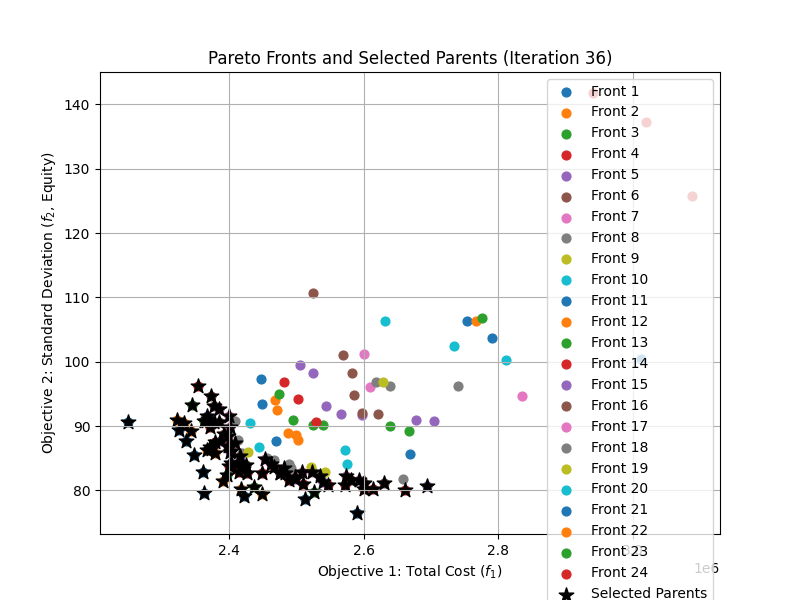 Pareto Fronts and Selected Parents (Iteration 36)
Objective 2: Standard Deviation (f₂, Equity)
140
130
120
110
100
90
80
2.4
2.6
2.8
1e6
Objective 1: Total Cost (f₁)
Front 1
Front 2
Front 3
Front 4
Front 5
Front 6
Front 7
Front 8
Front 9
Front 10
Front 11
Front 12
Front 13
Front 14
Front 15
Front 16
Front 17
Front 18
Front 19
Front 20
Front 21
Front 22
Front 23
Front 24
Selected Parents